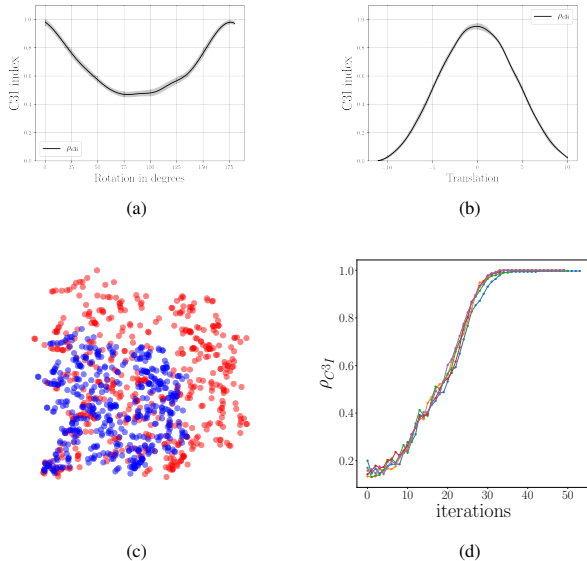 1.0
0.8
0.6
0.4
0.2
0.0
C3I index
ρc3i
0 25 50 75 100 125 150 175
Rotation in degrees
(a)
1.0
0.8
0.6
0.4
0.2
0.0
C3I index
ρc3i
−10 −5 0 5 10
Translation
(b)
(c)
1.0
0.8
0.6
0.4
0.2
ρC³I
0 10 20 30 40 50
iterations
(d)